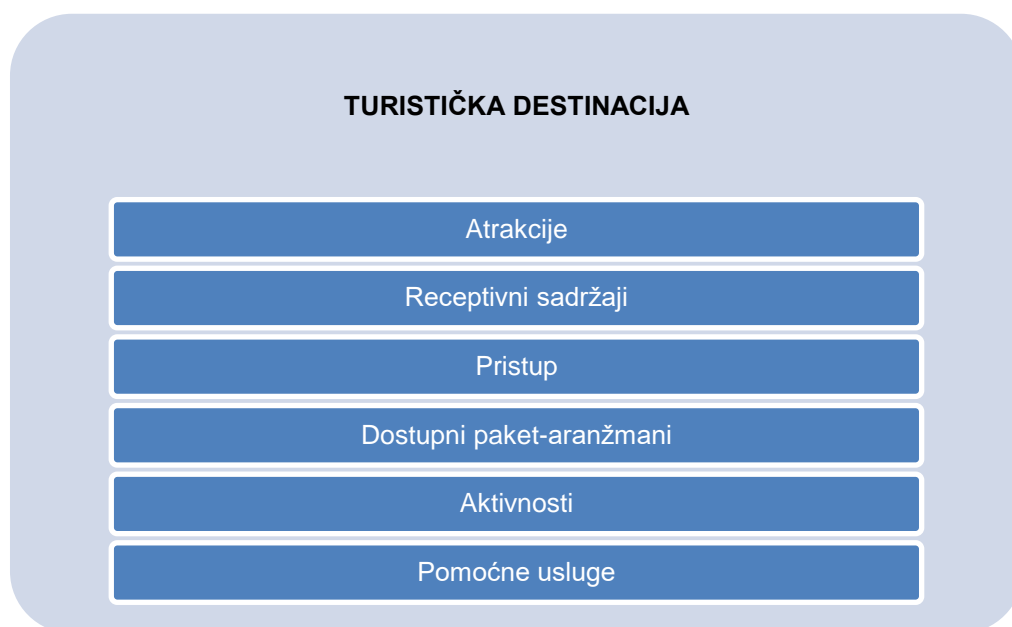 TURISTIČKA DESTINACIJA
Atrakcije
Receptivni sadržaji
Pristup
Dostupni paket-aranžmani
Aktivnosti
Pomoćne usluge